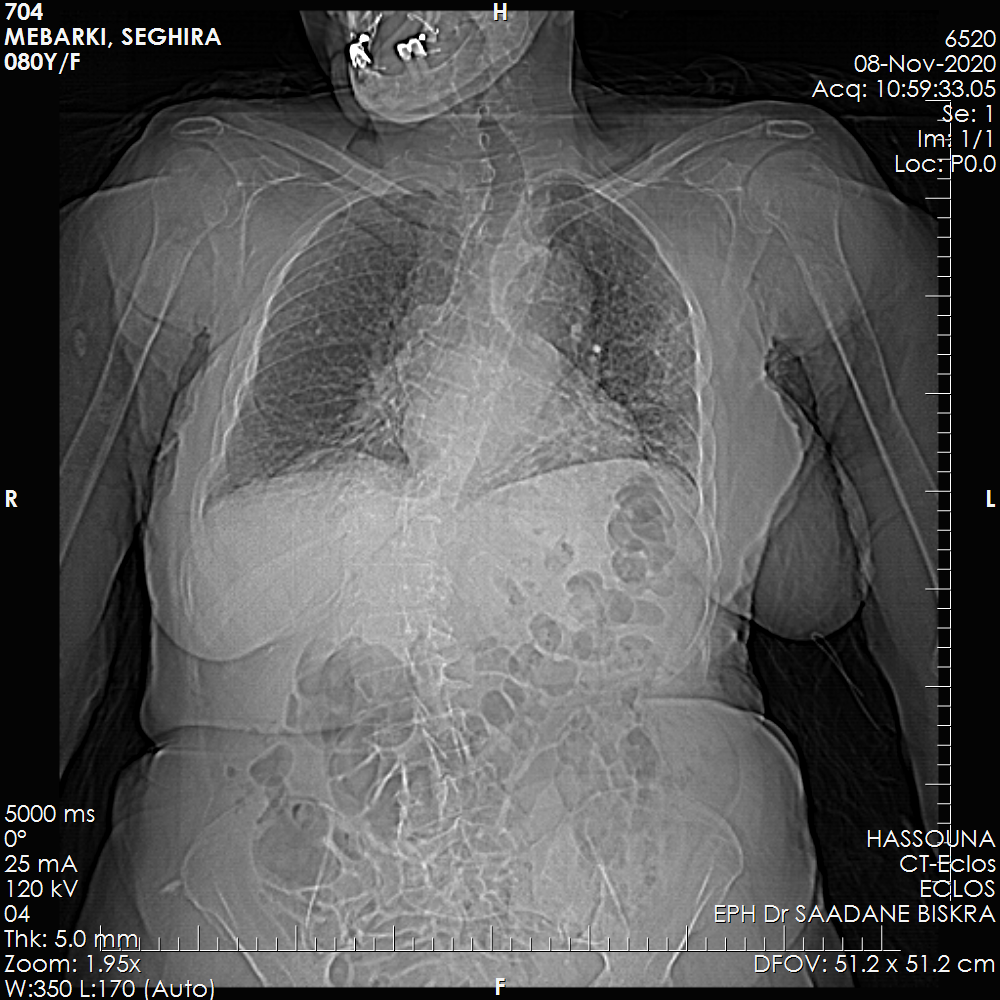 704
MEBARKI, SEGHIRA
080Y/F
H
6520
08-Nov-2020
Acq: 10:59:33.05
Se: 1
Im: 1/1
Loc: P0.0
R
L
5000 ms
0°
25 mA
120 kV
04
Thk: 5.0 mm
Zoom: 1.95x
W:350 L:170 (Auto)
F
HASSOUNA
CT-Eclos
ECLOS
EPH Dr SAADANE BISKRA
DFOV: 51.2 x 51.2 cm